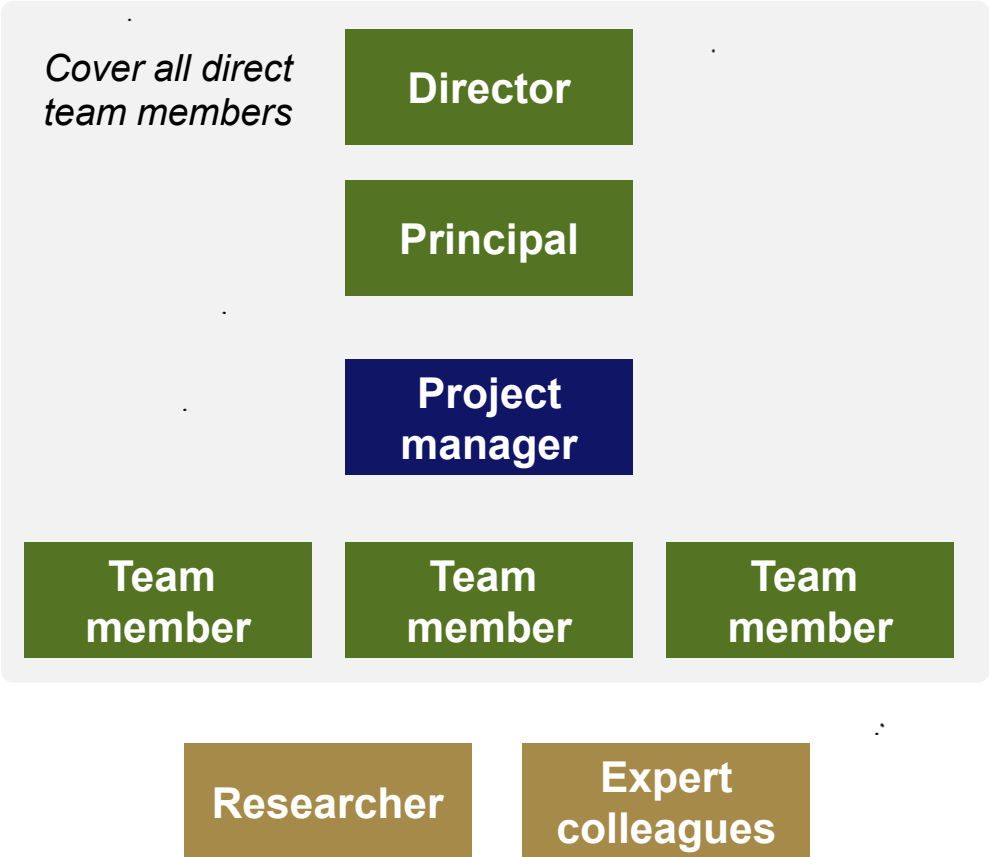 Cover all direct
team members
Director
Principal
Project
manager
Team
member
Team
member
Team
member
Researcher
Expert
colleagues